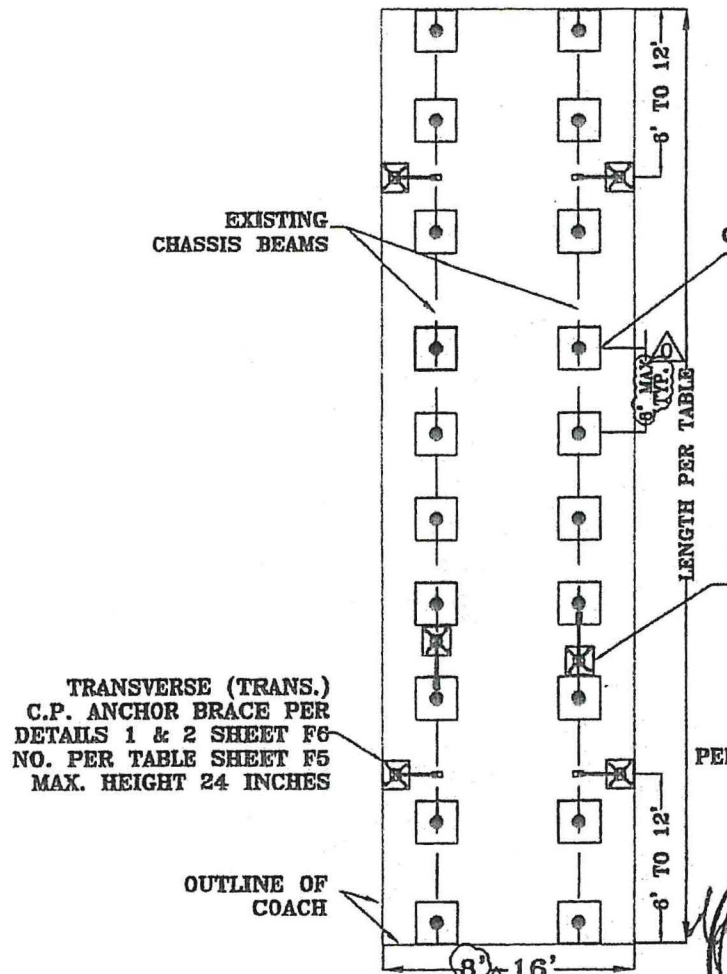 6' TO 12'
EXISTING
CHASSIS BEAMS
0
8' MAX
TYP.
LENGTH PER TABLE
TRANSVERSE (TRANS.)
C.P. ANCHOR BRACE PER
DETAILS 1 & 2 SHEET F6
NO. PER TABLE SHEET F5
MAX. HEIGHT 24 INCHES
6' TO 12'
OUTLINE OF
COACH
8' - 16'